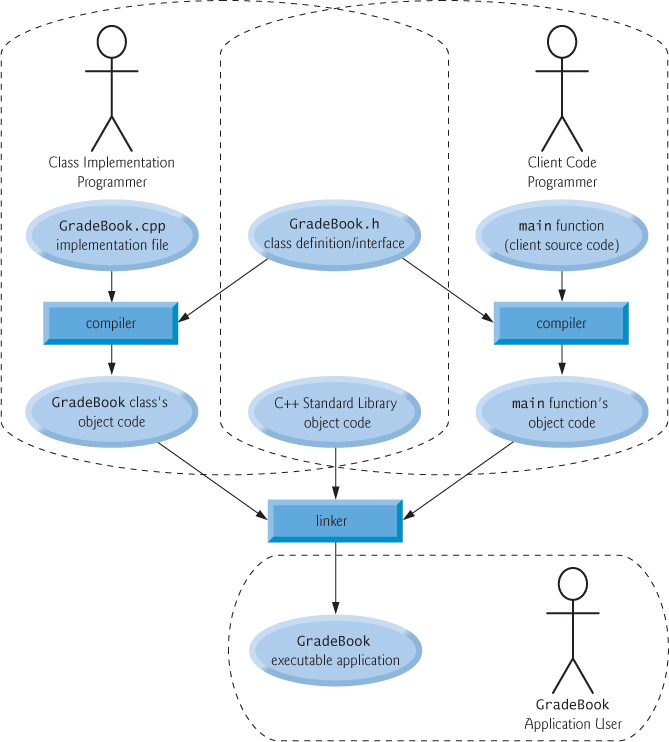 Class Implementation
Programmer
Client Code
Programmer
GradeBook.cpp
implementation file
GradeBook.h
class definition/interface
main function
(client source code)
compiler
compiler
GradeBook class's
object code
C++ Standard Library
object code
main function's
object code
linker
GradeBook
executable application
GradeBook
Application User